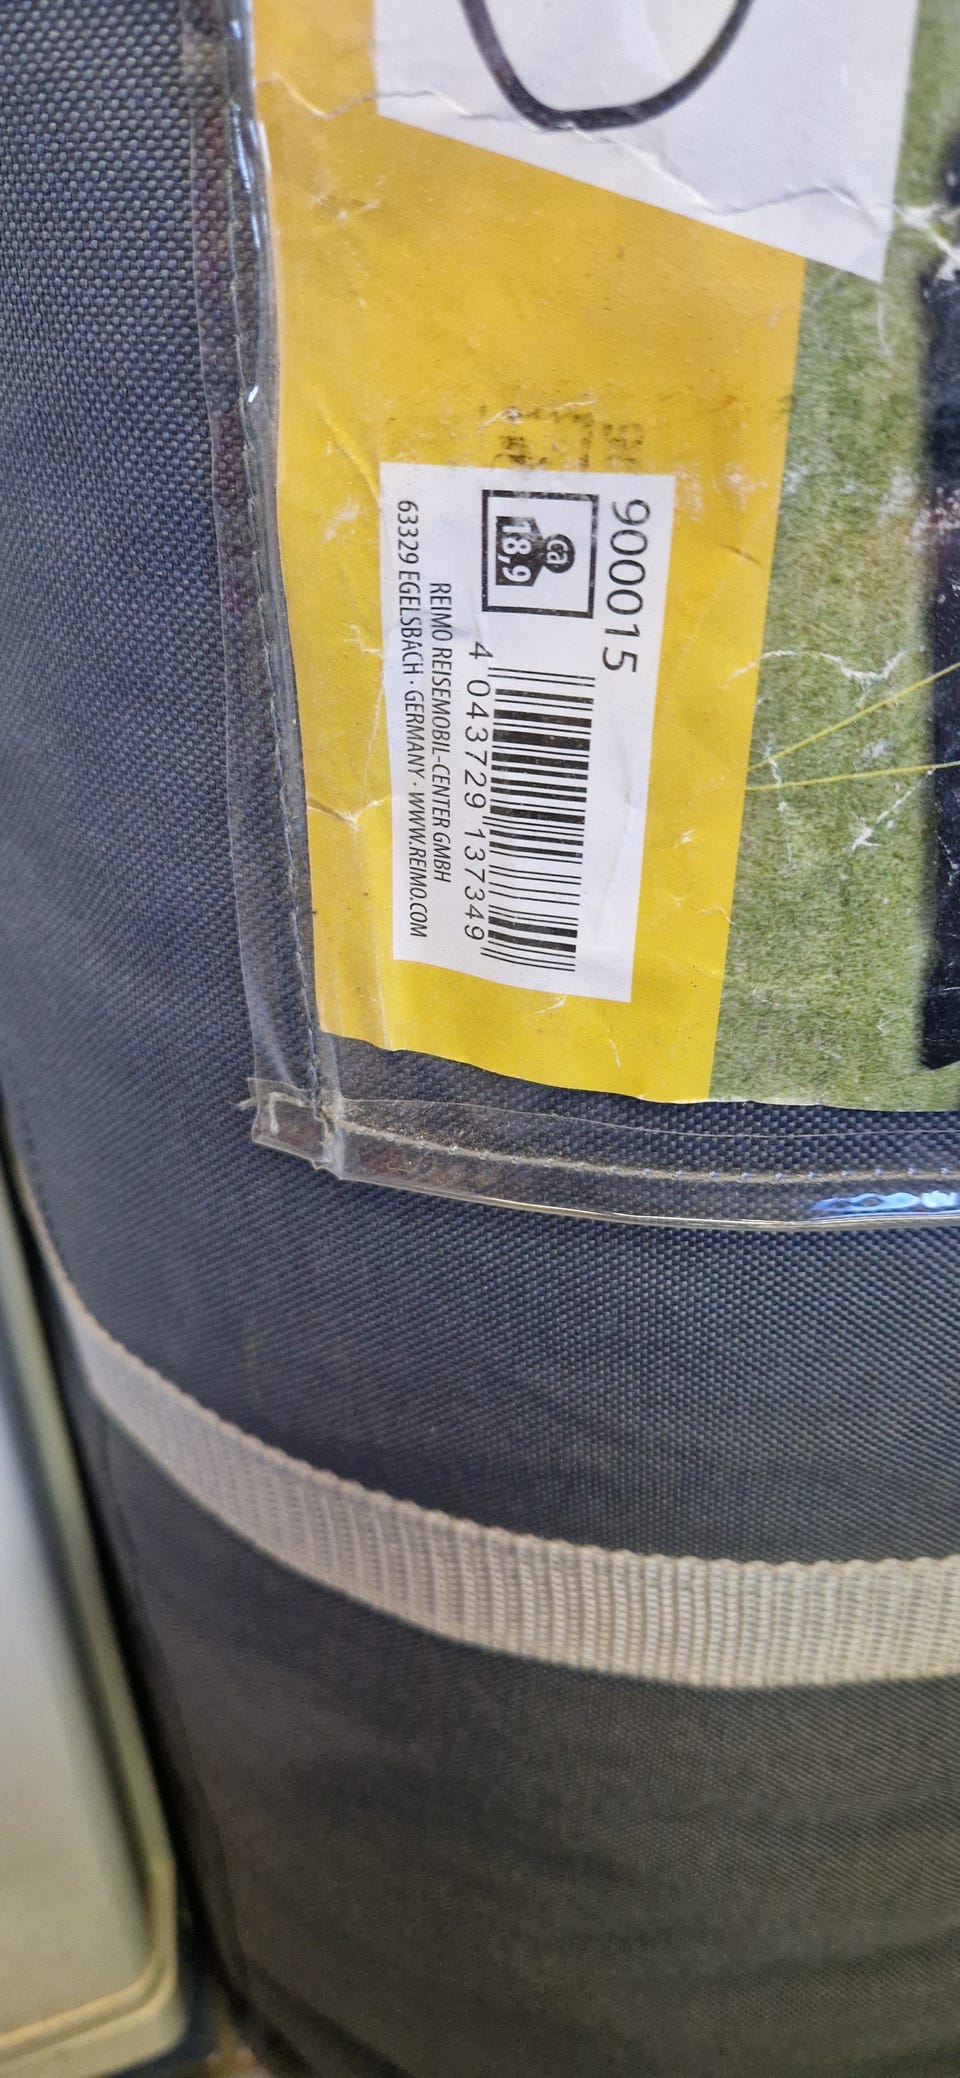 900015
ca
18,9
4 043729 137349
REIMO REISEMOBIL-CENTER GMBH
63329 EGELSBACH · GERMANY · WWW.REIMO.COM